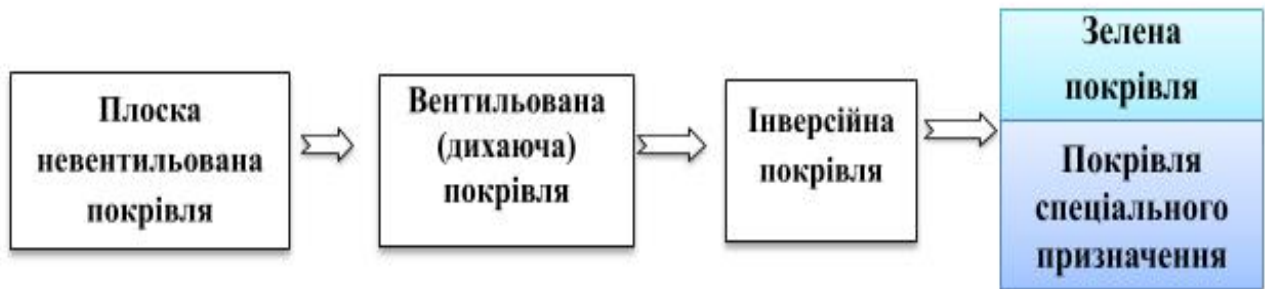 Плоска
невентильована
покрівля
Вентильована
(дихаюча)
покрівля
Інверсійна
покрівля
Зелена
покрівля
Покрівля
спеціального
призначення